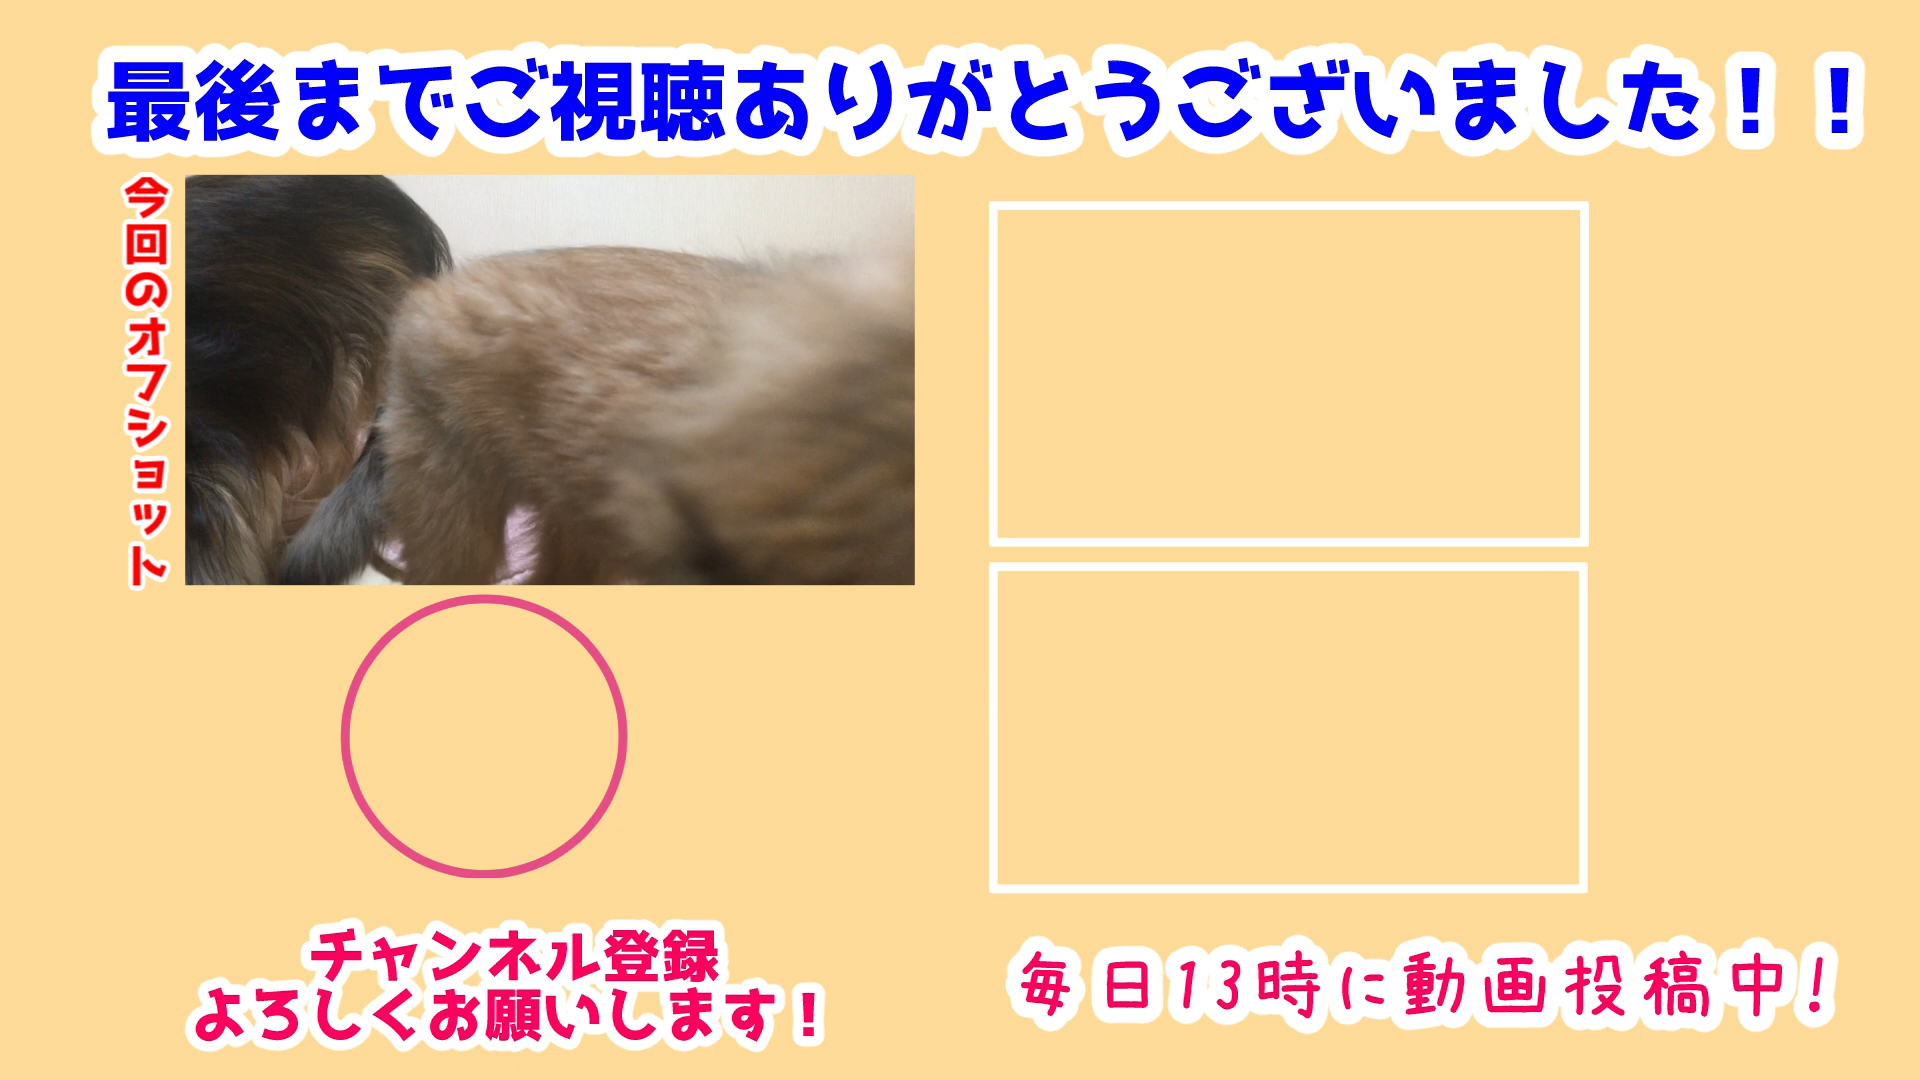 最後までご視聴ありがとうございました！！
今回のオフショット
チャンネル登録
よろしくお願いします！
毎日13時に動画投稿中！